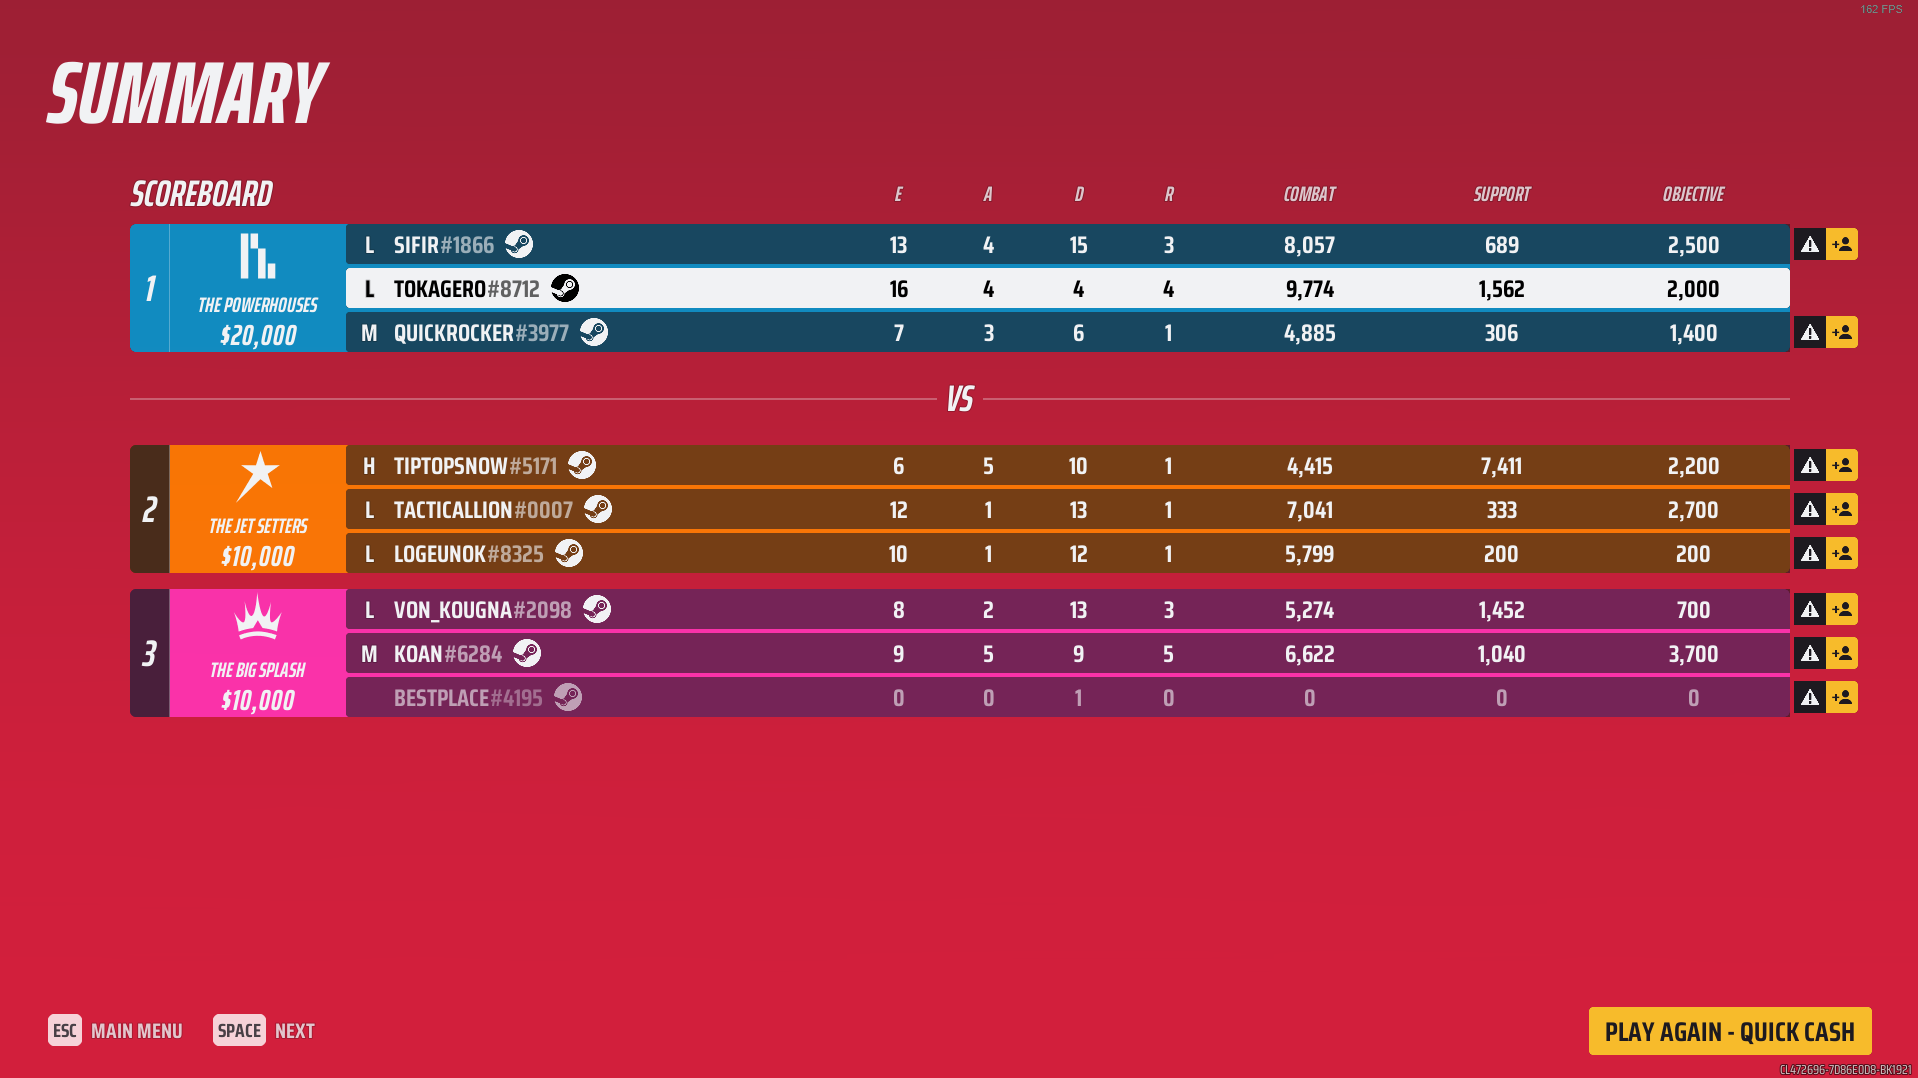 162 FPS
SUMMARY
SCOREBOARD E A D R COMBAT SUPPORT OBJECTIVE
1 THE POWERHOUSES $20,000
L SIFIR#1866 13 4 15 3 8,057 689 2,500
L TOKAGERO#8712 16 4 4 4 9,774 1,562 2,000
M QUICKROCKER#3977 7 3 6 1 4,885 306 1,400
VS
2 THE JET SETTERS $10,000
H TIPTOPSNOW#5171 6 5 10 1 4,415 7,411 2,200
L TACTICALLION#0007 12 1 13 1 7,041 333 2,700
L LOGEUNOK#8325 10 1 12 1 5,799 200 200
3 THE BIG SPLASH $10,000
L VON_KOUGNA#2098 8 2 13 3 5,274 1,452 700
M KOAN#6284 9 5 9 5 6,622 1,040 3,700
BESTPLACE#4195 0 0 1 0 0 0 0
ESC MAIN MENU SPACE NEXT
PLAY AGAIN - QUICK CASH
CL472696-7D86E0D8-BK1921